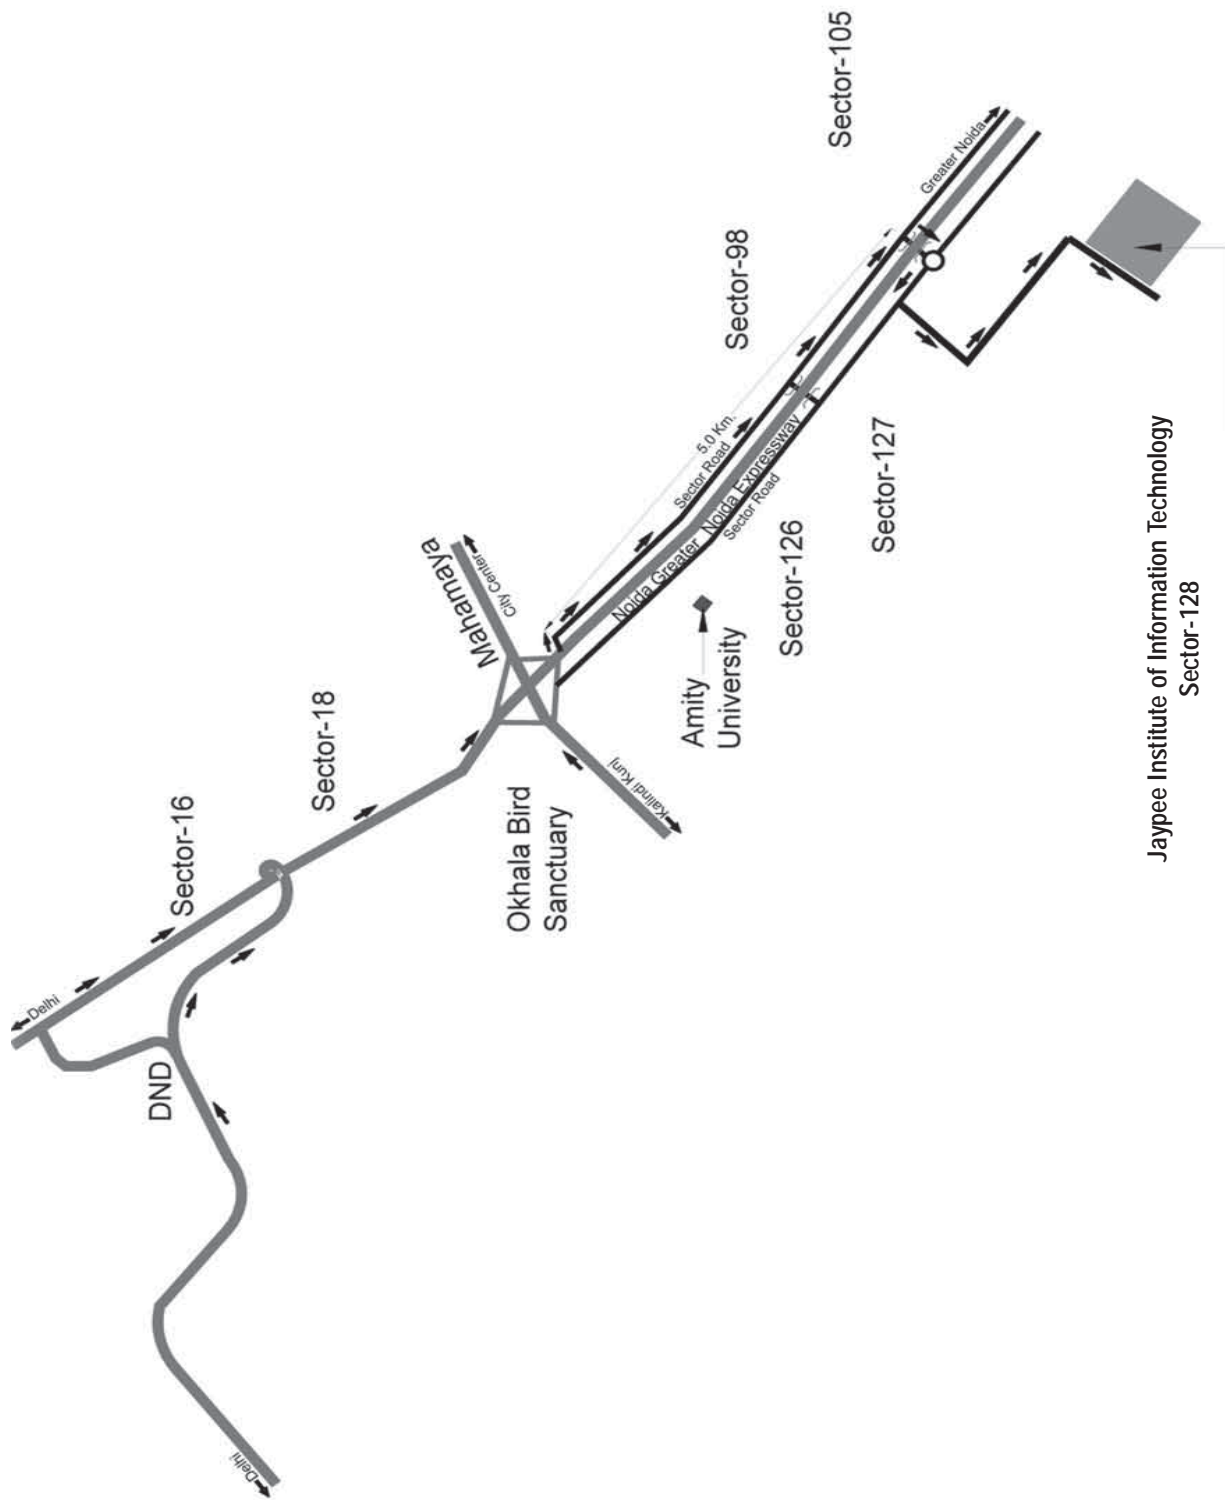 Delhi
DND
Delhi
Sector-16
Sector-18
Okhala Bird
Sanctuary
Mahamaya
City Center
Kalindi Kunj
Amity
University
Noida Greater Noida Expressway
Sector Road
5.0 Km.
Sector Road
Sector-126
Sector-127
Sector-98
Sector-105
Greater Noida
Jaypee Institute of Information Technology
Sector-128